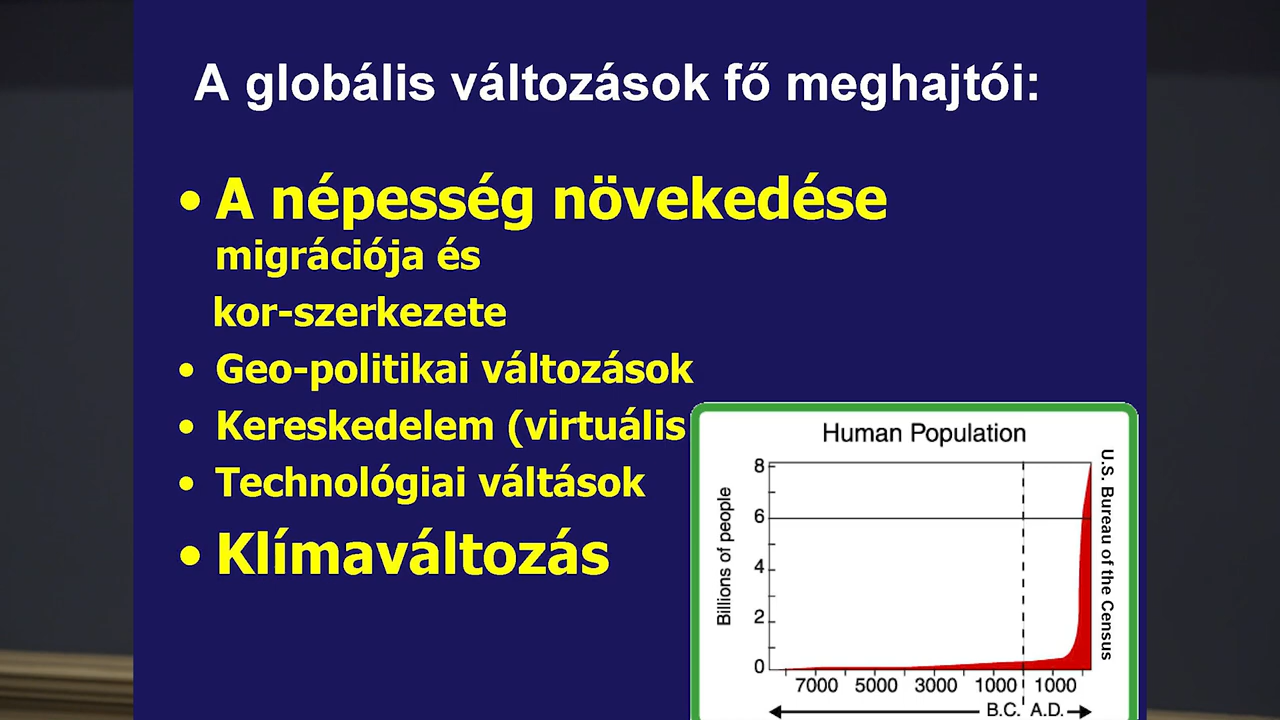 A globális változások fő meghajtói:
• A népesség növekedése
migrációja és
kor-szerkezete
• Geo-politikai változások
• Kereskedelem (virtuális
• Technológiai váltások
• Klímaváltozás
Human Population
Billions of people
8
6
4
2
0
7000 5000 3000 1000 1000
B.C. A.D.
U.S. Bureau of the Census